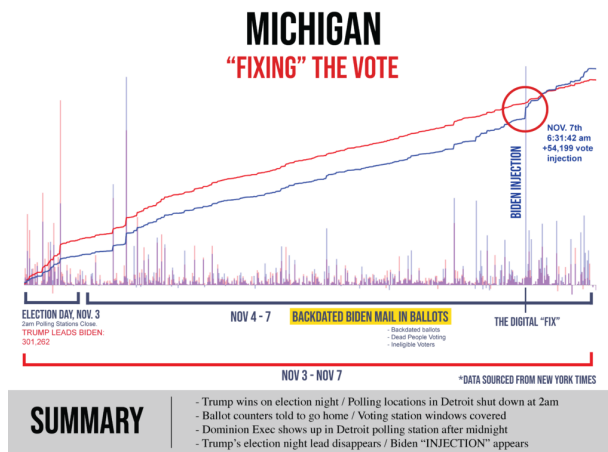 MICHIGAN
"FIXING" THE VOTE
NOV. 7th
6:31:42 am
+54,199 vote
injection
BIDEN INJECTION
ELECTION DAY, NOV. 3
2am Polling Stations Close.
TRUMP LEADS BIDEN:
301,262
NOV 4 - 7
BACKDATED BIDEN MAIL IN BALLOTS
- Backdated ballots
- Dead People Voting
- Ineligible Voters
THE DIGITAL "FIX"
NOV 3 - NOV 7
*DATA SOURCED FROM NEW YORK TIMES
SUMMARY
- Trump wins on election night / Polling locations in Detroit shut down at 2am
- Ballot counters told to go home / Voting station windows covered
- Dominion Exec shows up in Detroit polling station after midnight
- Trump's election night lead disappears / Biden "INJECTION" appears